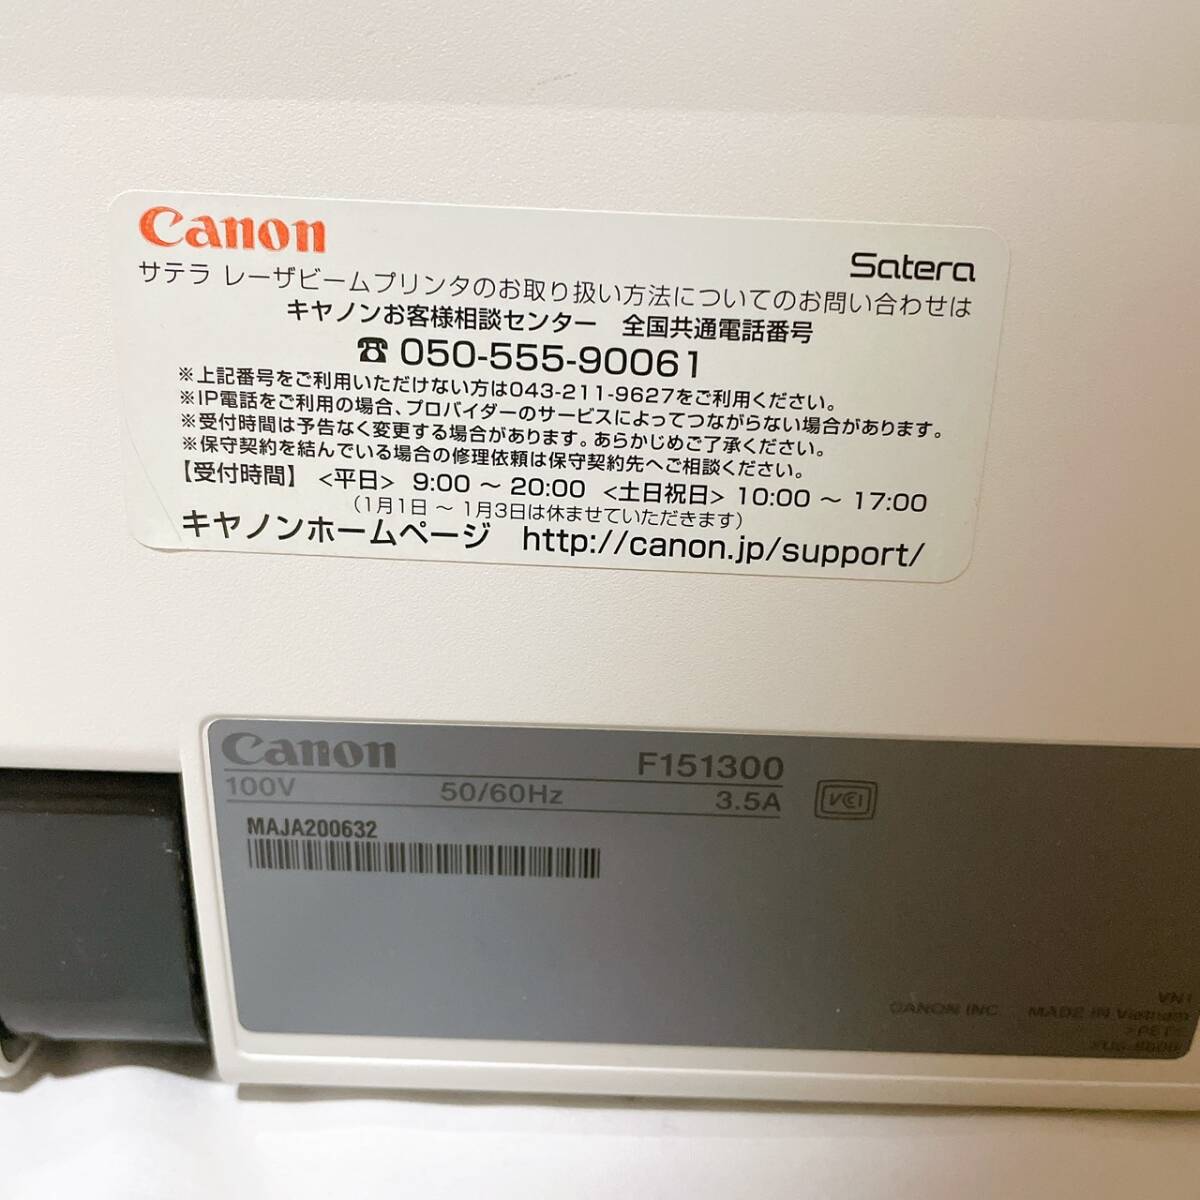 Canon
Satera
サテラ レーザビームプリンタのお取り扱い方法についてのお問い合わせは
キヤノンお客様相談センター 全国共通電話番号
☎ 050-555-90061
※上記番号をご利用いただけない方は043-211-9627をご利用ください。
※IP電話をご利用の場合、プロバイダーのサービスによってつながらない場合があります。
※受付時間は予告なく変更する場合があります。あらかじめご了承ください。
※保守契約を結んでいる場合の修理依頼は保守契約先へご相談ください。
【受付時間】 <平日> 9:00 ～ 20:00 <土日祝日> 10:00 ～ 17:00
(1月1日 ～ 1月3日は休ませていただきます)
キヤノンホームページ http://canon.jp/support/
Canon F151300
100V 50/60Hz 3.5A VCI
MAJA200632
VN1
CANON INC. MADE IN Vietnam
>PET<